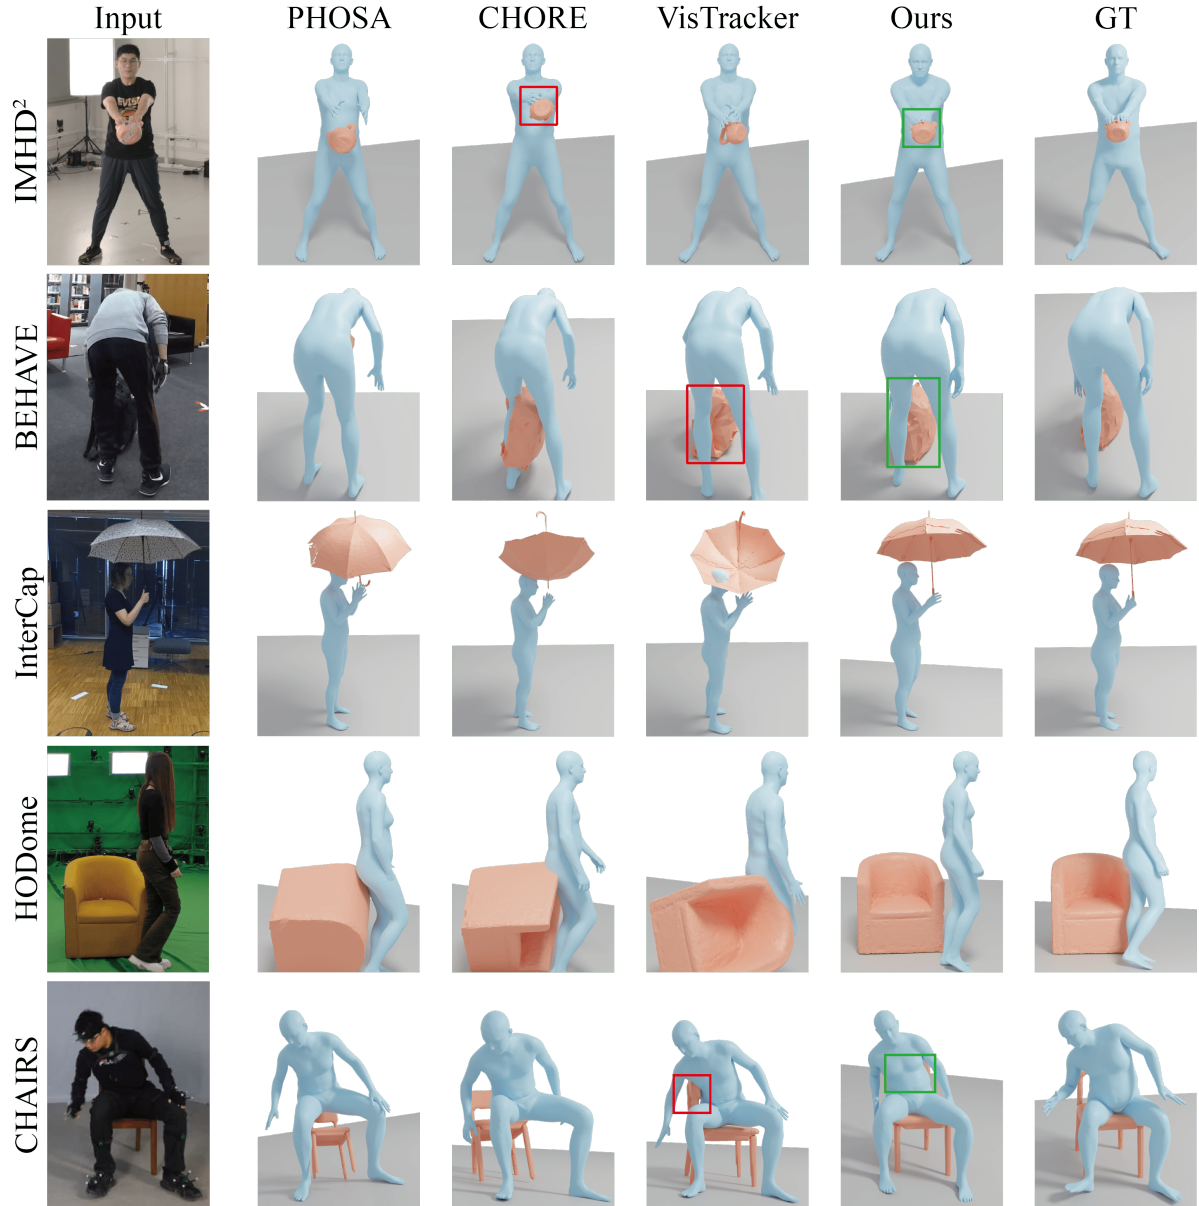 Input PHOSA CHORE VisTracker Ours GT
IMHD²
BEHAVE
InterCap
HODome
CHAIRS